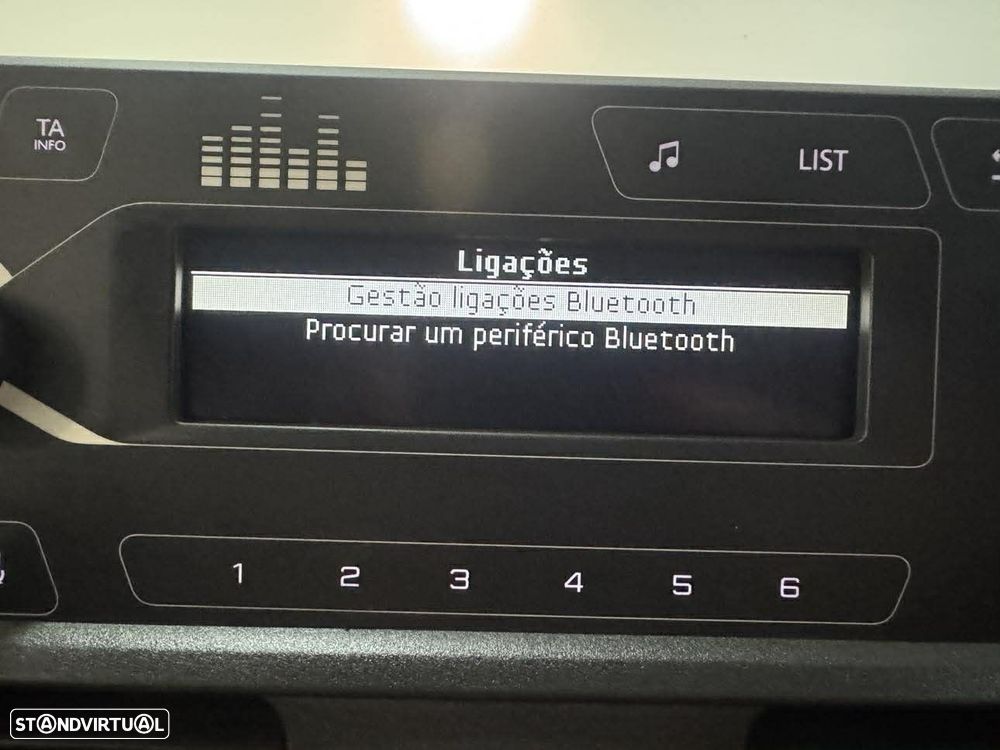 TA
INFO
LIST
Ligações
Gestão ligações Bluetooth
Procurar um periférico Bluetooth
1 2 3 4 5 6
STANDVIRTUAL